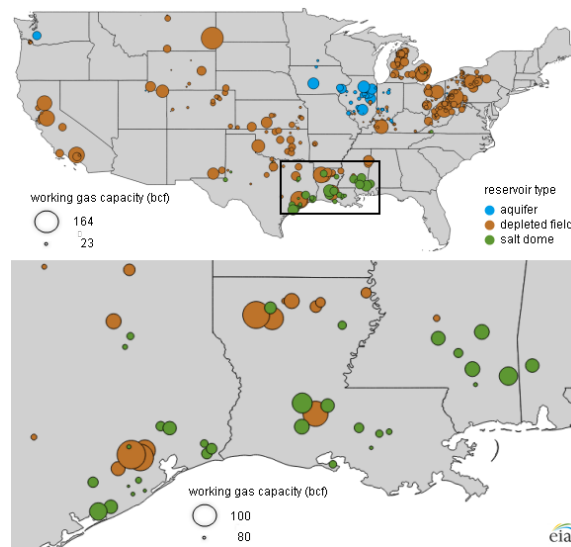 working gas capacity (bcf)
164
23
reservoir type
aquifer
depleted field
salt dome
working gas capacity (bcf)
100
80
eia